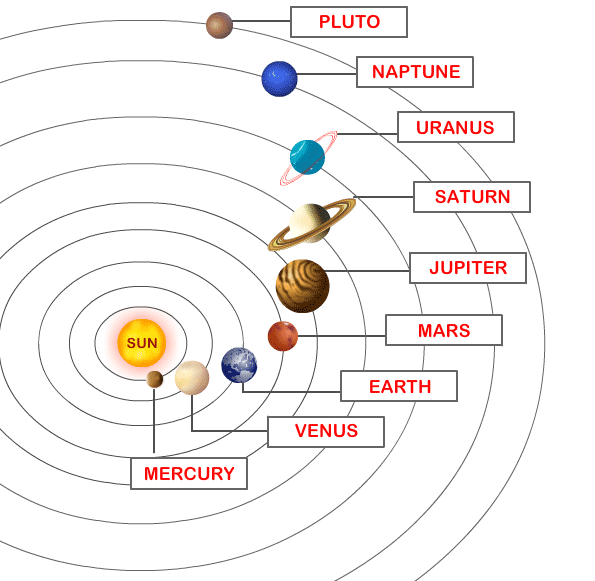 PLUTO
NAPTUNE
URANUS
SATURN
JUPITER
MARS
SUN
EARTH
VENUS
MERCURY